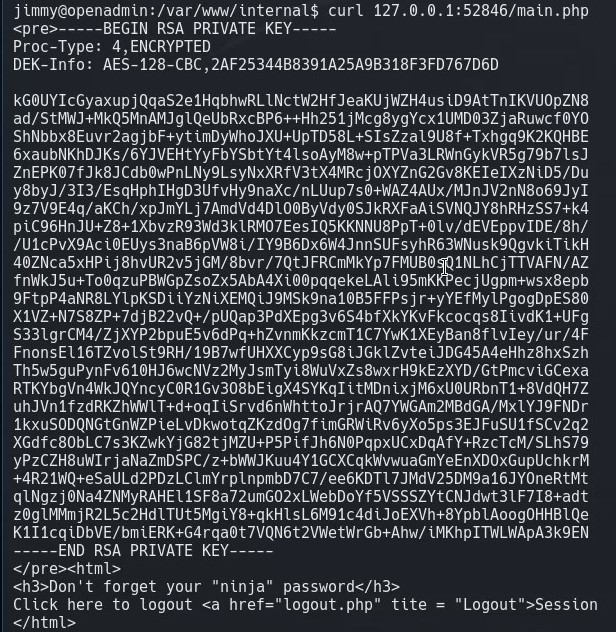 jimmy@openadmin:/var/www/internal$ curl 127.0.0.1:52846/main.php
<pre>-----BEGIN RSA PRIVATE KEY-----
Proc-Type: 4,ENCRYPTED
DEK-Info: AES-128-CBC,2AF25344B8391A25A9B318F3FD767D6D

kG0UYIcGyaxupjQqaS2e1HqbhwRLlNctW2HfJeaKUjWZH4usiD9AtTnIKVUOpZN8
ad/StMWJ+MkQ5MnAMJglQeUbRxcBP6++Hh251jMcg8ygYcx1UMD03ZjaRuwcf0YO
ShNbbx8Euvr2agjbF+ytimDyWhoJXU+UpTD58L+SIsZzal9U8f+Txhgq9K2KQHBE
6xaubNKhDJKs/6YJVEHtYyFbYSbtYt4lsoAyM8w+pTPVa3LRWnGykVR5g79b7lsJ
ZnEPK07fJk8JCdb0wPnLNy9LsyNxXRfV3tX4MRcjOXYZnG2Gv8KEIeIXzNiD5/Du
y8byJ/3I3/EsqHphIHgD3UfvHy9naXc/nLUup7s0+WAZ4AUx/MJnJV2nN8o69JyI
9z7V9E4q/aKCh/xpJmYLj7AmdVd4DlO0ByVdy0SJkRXFaAiSVNQJY8hRHzSS7+k4
piC96HnJU+Z8+1XbvzR93Wd3klRMO7EesIQ5KKNNU8PpT+0lv/dEVEppvIDE/8h/
/U1cPvX9Aci0EUys3naB6pVW8i/IY9B6Dx6W4JnnSUFsyhR63WNusk9QgvkiTikH
40ZNca5xHPij8hvUR2v5jGM/8bvr/7QtJFRCmMkYp7FMUB0sQ1NLhCjTTVAFN/AZ
fnWkJ5u+To0qzuPBWGpZsoZx5AbA4Xi00pqqekeLAli95mKKPecjUgpm+wsx8epb
9FtpP4aNR8LYlpKSDiiYzNiXEMQiJ9MSk9na10B5FFPsjr+yYEfMylPgogDpES80
X1VZ+N7S8ZP+7djB22vQ+/pUQap3PdXEpg3v6S4bfXkYKvFkcocqs8IivdK1+UFg
S33lgrCM4/ZjXYP2bpuE5v6dPq+hZvnmKkzcmT1C7YwK1XEyBan8flvIey/ur/4F
FnonsEl16TZvolSt9RH/19B7wfUHXXCyp9sG8iJGklZvteiJDG45A4eHhz8hxSzh
Th5w5guPynFv610HJ6wcNVz2MyJsmTyi8WuVxZs8wxrH9kEzXYD/GtPmcviGCexa
RTKYbgVn4WkJQYncyC0R1Gv3O8bEigX4SYKqIitMDnixjM6xU0URbnT1+8VdQH7Z
uhJVn1fzdRKZhWWlT+d+oqIiSrvd6nWhttoJrjrAQ7YWGAm2MBdGA/MxlYJ9FNDr
1kxuSODQNGtGnWZPieLvDkwotqZKzdOg7fimGRWiRv6yXo5ps3EJFuSU1fSCv2q2
XGdfc8ObLC7s3KZwkYjG82tjMZU+P5PifJh6N0PqpxUCxDqAfY+RzcTcM/SLhS79
yPzCZH8uWIrjaNaZmDSPC/z+bWWJKuu4Y1GCXCqkWvwuaGmYeEnXDOxGupUchkrM
+4R21WQ+eSaULd2PDzLClmYrplnpmbD7C7/ee6KDTl7JMdV25DM9a16JYOneRtMt
qlNgzj0Na4ZNMyRAHEl1SF8a72umGO2xLWebDoYf5VSSSZYtCNJdwt3lF7I8+adt
z0glMMmjR2L5c2HdlTUt5MgiY8+qkHlsL6M91c4diJoEXVh+8YpblAoogOHHBlQe
K1I1cqiDbVE/bmiERK+G4rqa0t7VQN6t2VWetWrGb+Ahw/iMKhpITWLWApA3k9EN
-----END RSA PRIVATE KEY-----
</pre><html>
<h3>Don't forget your "ninja" password</h3>
Click here to logout <a href="logout.php" tite = "Logout">Session
</html>